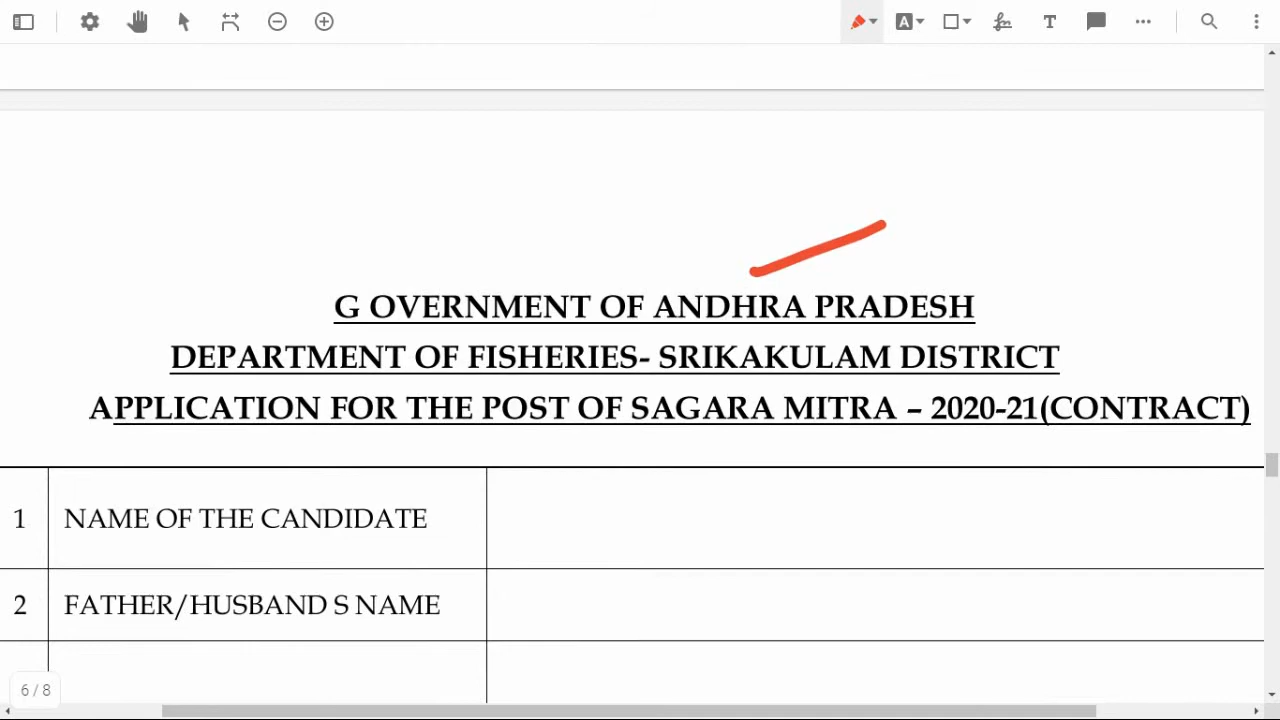 G OVERNMENT OF ANDHRA PRADESH
DEPARTMENT OF FISHERIES- SRIKAKULAM DISTRICT
APPLICATION FOR THE POST OF SAGARA MITRA – 2020-21(CONTRACT)
1 NAME OF THE CANDIDATE
2 FATHER/HUSBAND S NAME
6 / 8